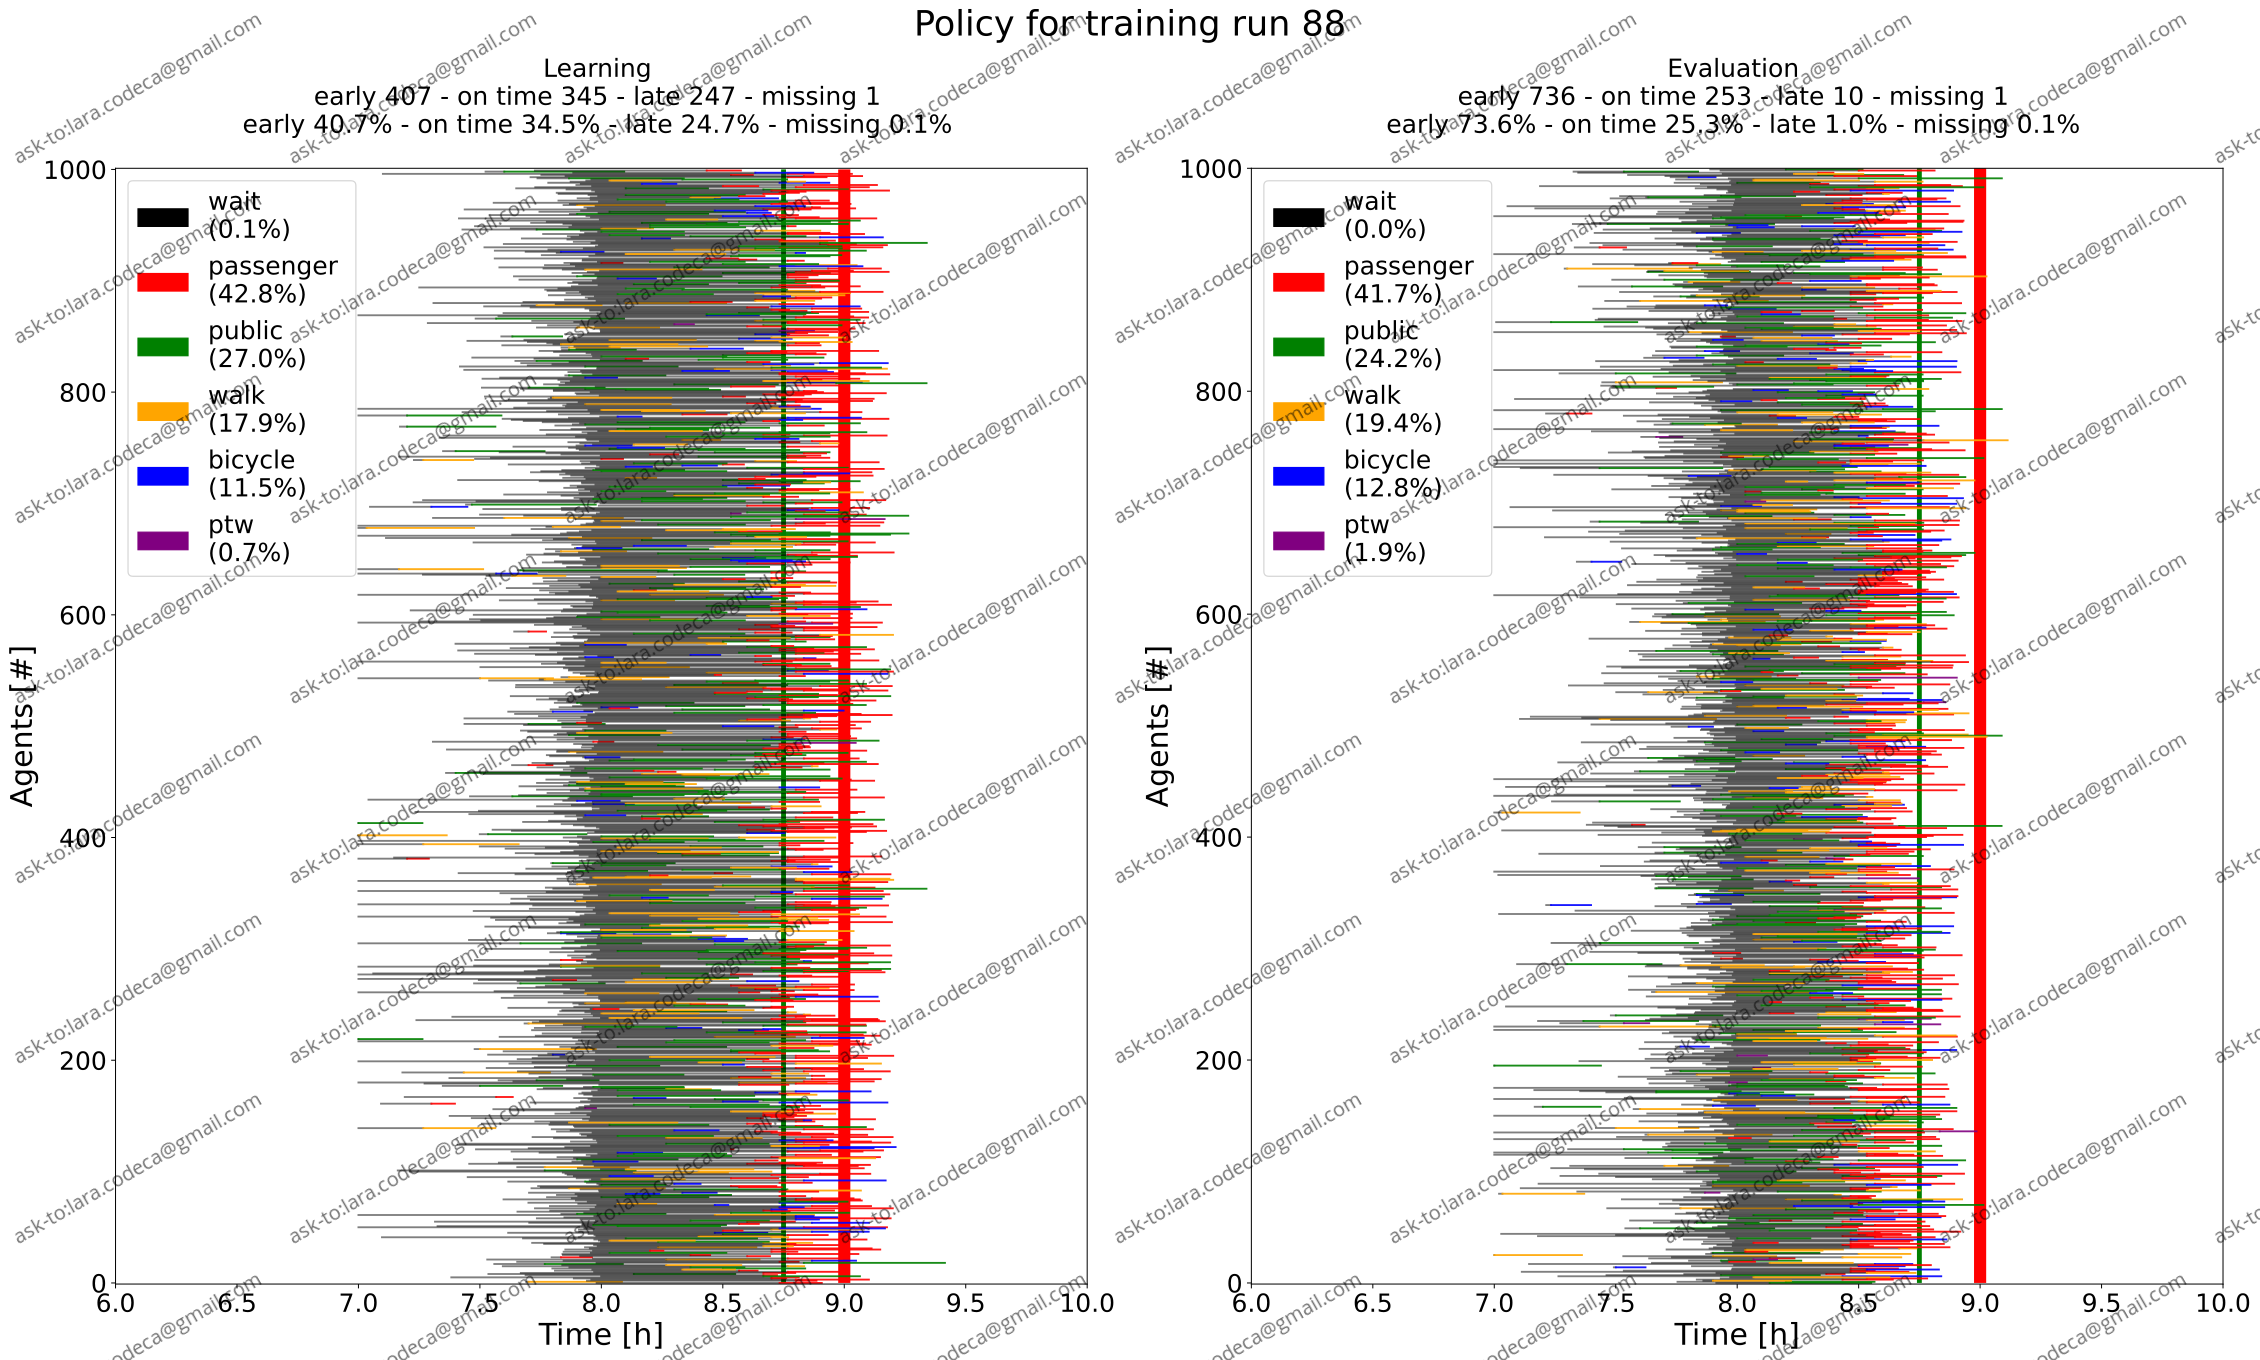 Policy for training run 88
Learning
early 407 - on time 345 - late 247 - missing 1
early 40.7% - on time 34.5% - late 24.7% - missing 0.1%
1000
800
600
400
200
0
Agents [#]
wait
(0.1%)
passenger
(42.8%)
public
(27.0%)
walk
(17.9%)
bicycle
(11.5%)
ptw
(0.7%)
6.0 6.5 7.0 7.5 8.0 8.5 9.0 9.5 10.0
Time [h]
Evaluation
early 736 - on time 253 - late 10 - missing 1
early 73.6% - on time 25.3% - late 1.0% - missing 0.1%
1000
800
600
400
200
0
Agents [#]
wait
(0.0%)
passenger
(41.7%)
public
(24.2%)
walk
(19.4%)
bicycle
(12.8%)
ptw
(1.9%)
6.0 6.5 7.0 7.5 8.0 8.5 9.0 9.5 10.0
Time [h]
ask-to:lara.codeca@gmail.com